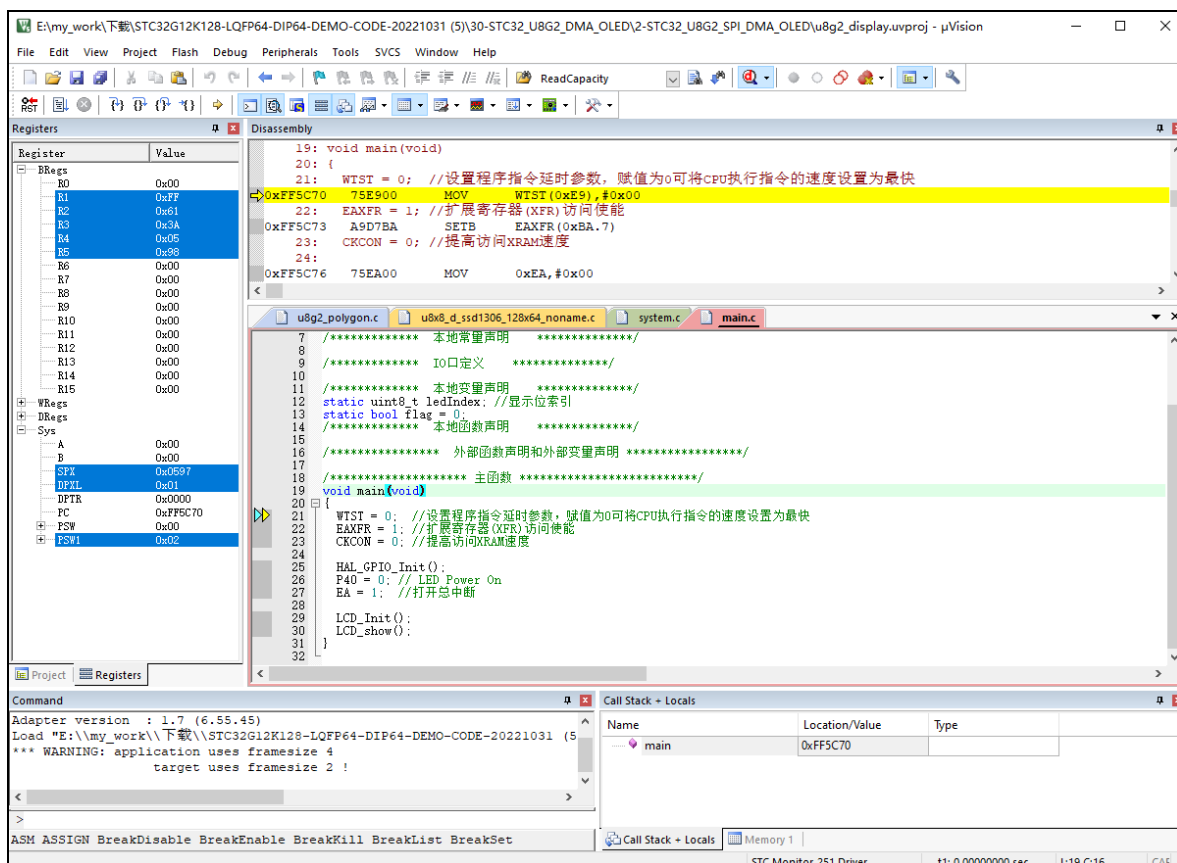 E:\my_work\下载\STC32G12K128-LQFP64-DIP64-DEMO-CODE-20221031 (5)\30-STC32_U8G2_DMA_OLED\2-STC32_U8G2_SPI_DMA_OLED\u8g2_display.uvproj - µVision
File Edit View Project Flash Debug Peripherals Tools SVCS Window Help
ReadCapacity
RST
Registers
Register Value
BRegs
R0 0x00
R1 0xFF
R2 0x61
R3 0x3A
R4 0x05
R5 0x98
R6 0x00
R7 0x00
R8 0x00
R9 0x00
R10 0x00
R11 0x00
R12 0x00
R13 0x00
R14 0x00
R15 0x00
WRegs
DRegs
Sys
A 0x00
B 0x00
SPX 0x0597
DPXL 0x01
DPTR 0x0000
PC 0xFF5C70
PSW 0x00
PSW1 0x02
Project Registers
Disassembly
19: void main(void)
20: {
21: WTST = 0; //设置程序指令延时参数，赋值为0可将CPU执行指令的速度设置为最快
0xFF5C70 75E900 MOV WTST(0xE9),#0x00
22: EAXFR = 1; //扩展寄存器(XFR)访问使能
0xFF5C73 A9D7BA SETB EAXFR(0xBA.7)
23: CKCON = 0; //提高访问XRAM速度
24:
0xFF5C76 75EA00 MOV 0xEA,#0x00
u8g2_polygon.c u8x8_d_ssd1306_128x64_noname.c system.c main.c
7 /************* 本地常量声明 **************/
8
9 /************* IO口定义 **************/
10
11 /************* 本地变量声明 **************/
12 static uint8_t ledIndex; //显示位索引
13 static bool flag = 0;
14 /************* 本地函数声明 **************/
15
16 /**************** 外部函数声明和外部变量声明 *****************/
17
18 /******************** 主函数 **************************/
19 void main(void)
20 {
21 WTST = 0; //设置程序指令延时参数，赋值为0可将CPU执行指令的速度设置为最快
22 EAXFR = 1; //扩展寄存器(XFR)访问使能
23 CKCON = 0; //提高访问XRAM速度
24
25 HAL_GPIO_Init();
26 P40 = 0; // LED Power On
27 EA = 1; //打开总中断
28
29 LCD_Init();
30 LCD_show();
31 }
32
Command
Adapter version : 1.7 (6.55.45)
Load "E:\\my_work\\下载\\STC32G12K128-LQFP64-DIP64-DEMO-CODE-20221031 (5
*** WARNING: application uses framesize 4
target uses framesize 2 !
>
ASM ASSIGN BreakDisable BreakEnable BreakKill BreakList BreakSet
Call Stack + Locals
Name Location/Value Type
main 0xFF5C70
Call Stack + Locals Memory 1
STC Monitor 251 Driver t1: 0.00000000 sec L:19 C:16 CAP